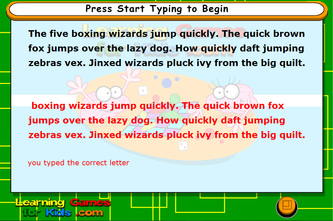 Press Start Typing to Begin
The five boxing wizards jump quickly. The quick brown
fox jumps over the lazy dog. How quickly daft jumping
zebras vex. Jinxed wizards pluck ivy from the big quilt.
boxing wizards jump quickly. The quick brown fox
jumps over the lazy dog. How quickly daft jumping
zebras vex. Jinxed wizards pluck ivy from the big quilt.
you typed the correct letter
Learning Games
for Kids .com